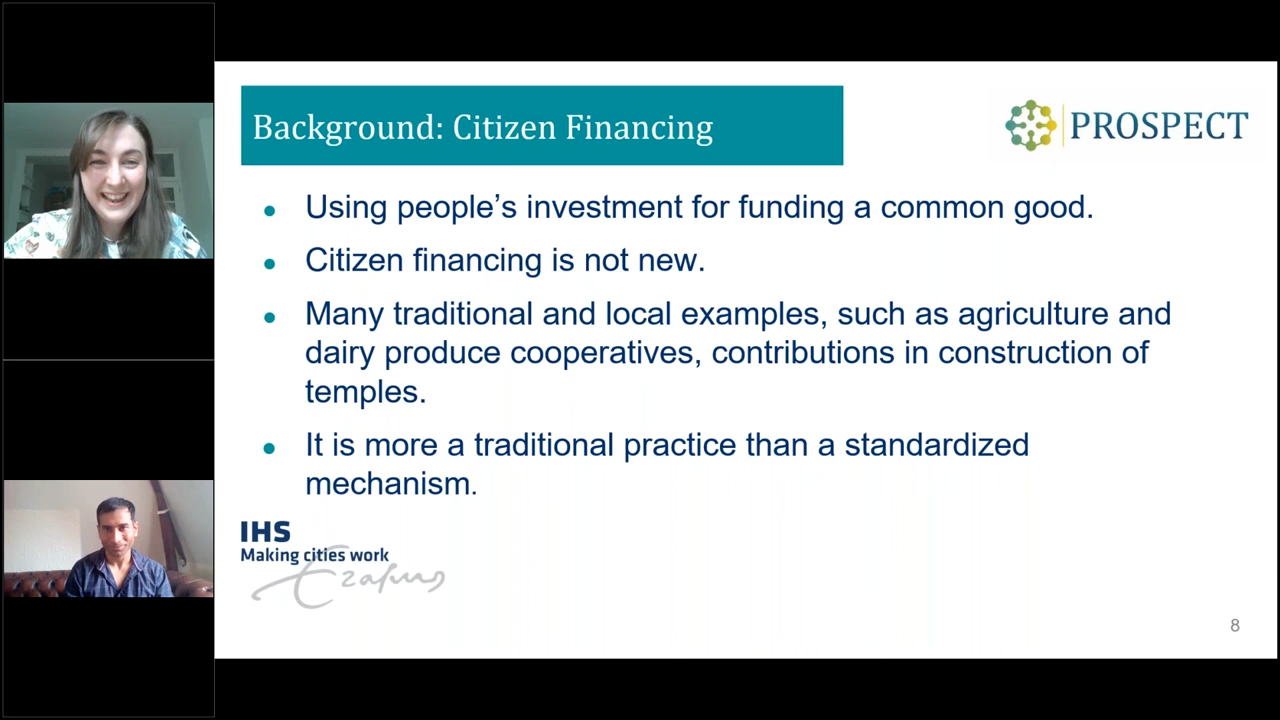 Background: Citizen Financing
PROSPECT
Using people’s investment for funding a common good.
Citizen financing is not new.
Many traditional and local examples, such as agriculture and
dairy produce cooperatives, contributions in construction of
temples.
It is more a traditional practice than a standardized
mechanism.
IHS
Making cities work
Erasmus
8